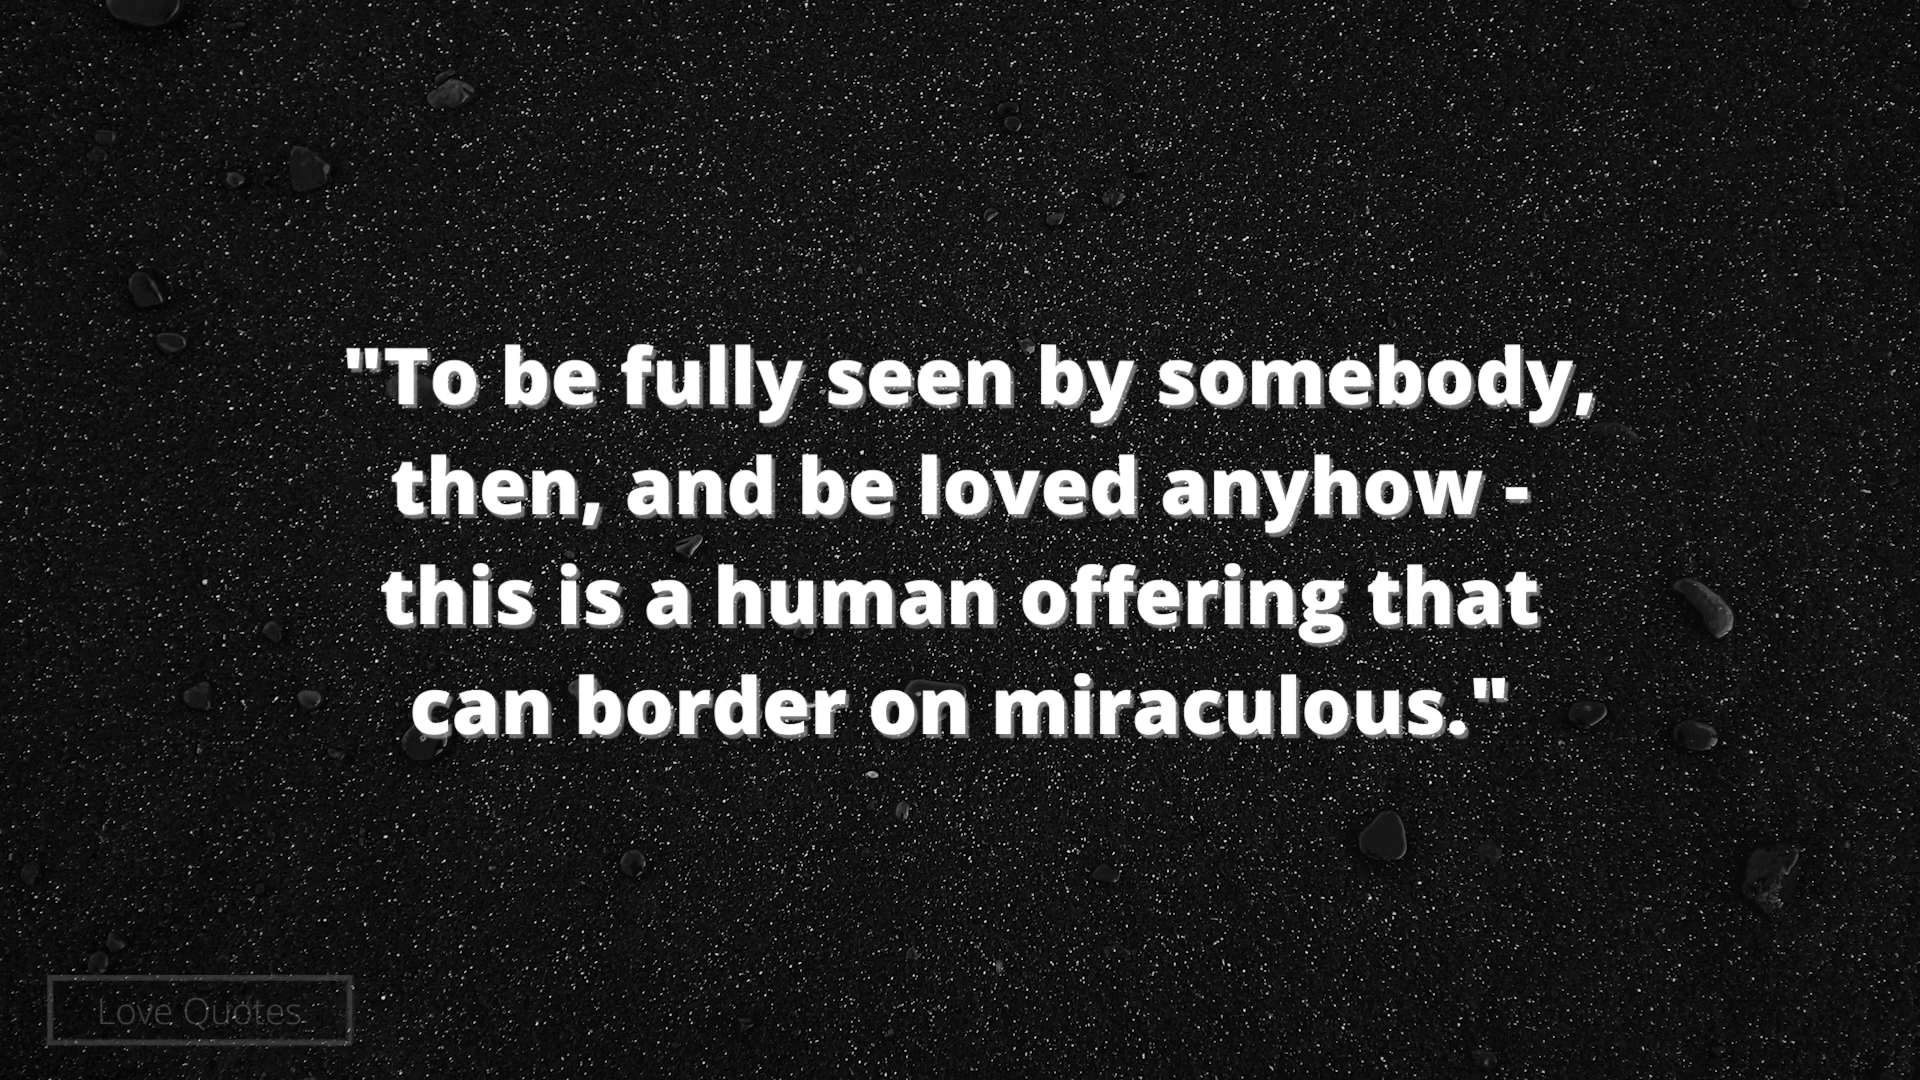 "To be fully seen by somebody,
then, and be loved anyhow -
this is a human offering that
can border on miraculous."
Love Quotes